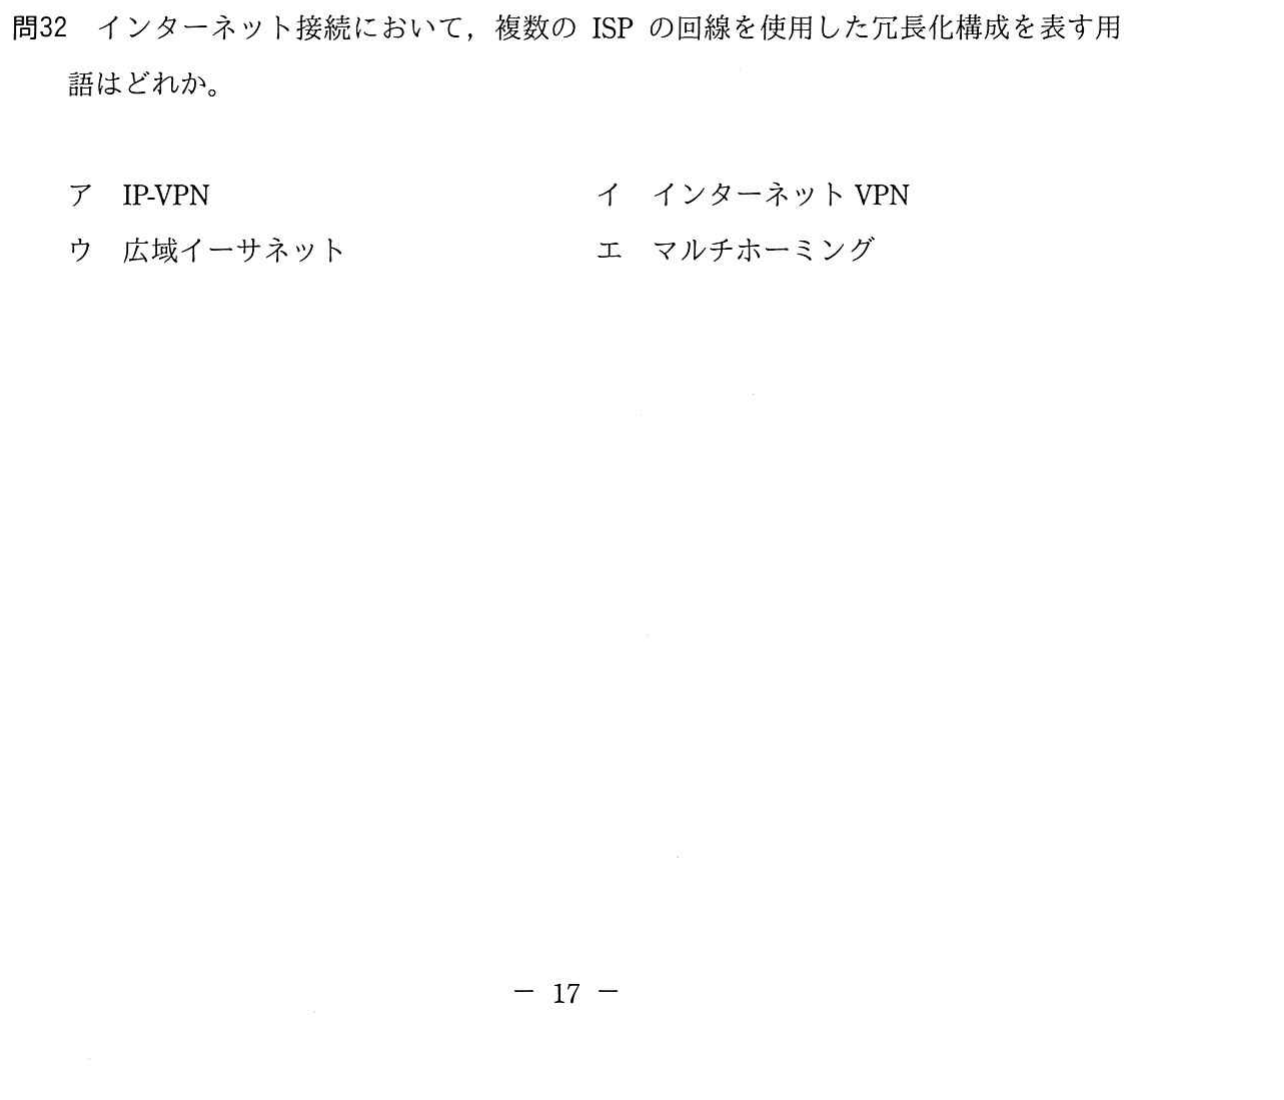 問32　インターネット接続において，複数の ISP の回線を使用した冗長化構成を表す用
語はどれか。
ア　IP-VPN　　イ　インターネット VPN
ウ　広域イーサネット　　エ　マルチホーミング
－ 17 －